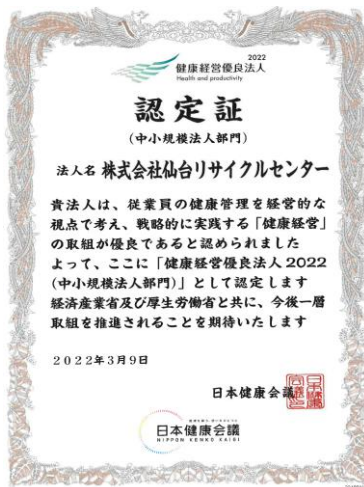 2022
健康経営優良法人
Health and productivity
認定証
(中小規模法人部門)
法人名 株式会社仙台リサイクルセンター
貴法人は、従業員の健康管理を経営的な
視点で考え、戦略的に実践する「健康経営」
の取組が優良であると認められました
よって、ここに「健康経営優良法人2022
(中小規模法人部門)」として認定します
経済産業省及び厚生労働省と共に、今後一層
取組を推進されることを期待いたします
2022年3月9日
日本健康会議
日本健康会議
NIPPON KENKO KAIGI